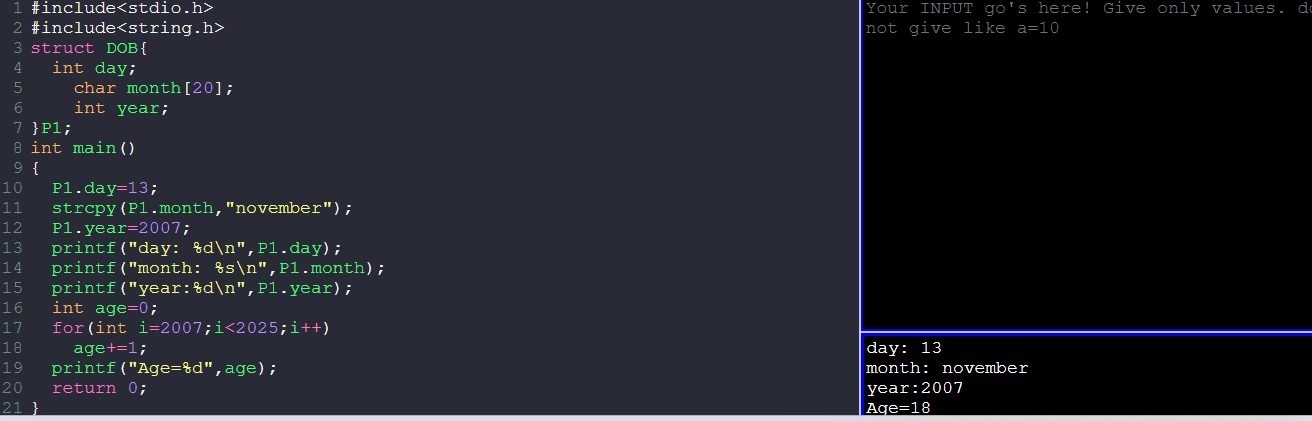 1 #include<stdio.h>
2 #include<string.h>
3 struct DOB{
4   int day;
5     char month[20];
6     int year;
7 }P1;
8 int main()
9 {
10   P1.day=13;
11   strcpy(P1.month,"november");
12   P1.year=2007;
13   printf("day: %d\n",P1.day);
14   printf("month: %s\n",P1.month);
15   printf("year:%d\n",P1.year);
16   int age=0;
17   for(int i=2007;i<2025;i++)
18     age+=1;
19   printf("Age=%d",age);
20   return 0;
21 }
Your INPUT go's here! Give only values. do
not give like a=10
day: 13
month: november
year:2007
Age=18